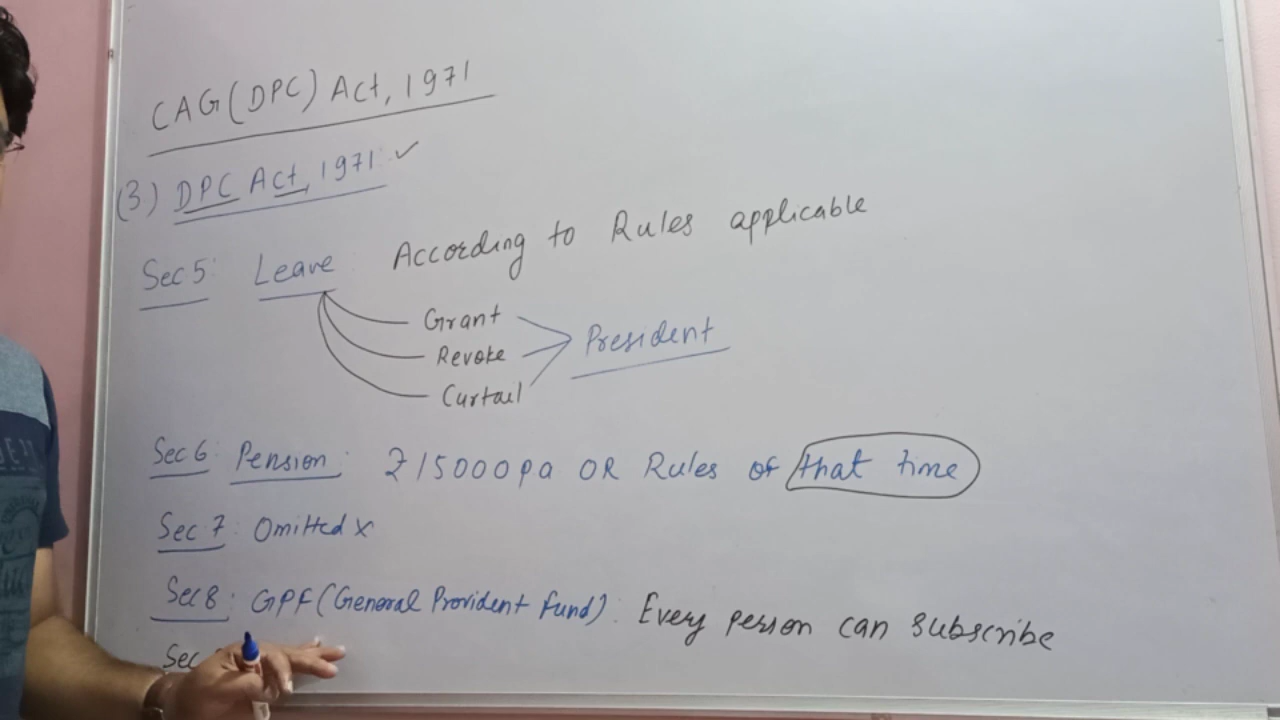 CAG(DPC) Act, 1971
(3) DPC Act, 1971 ✓
Sec 5: Leave According to Rules applicable
Grant
Revoke President
Curtail
Sec 6: Pension: ₹15000 pa OR Rules of that time
Sec 7: Omitted x
Sec 8: GPF (General Provident Fund): Every person can subscribe
Sec